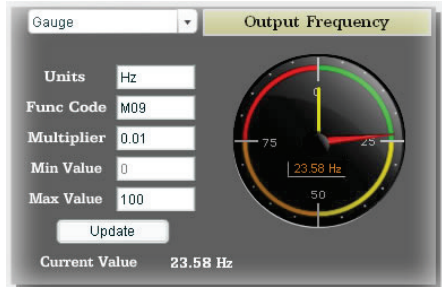 Gauge
Output Frequency
Units Hz
Func Code M09
Multiplier 0.01
Min Value 0
Max Value 100
Update
Current Value 23.58 Hz
0
75 25
23.58 Hz
50